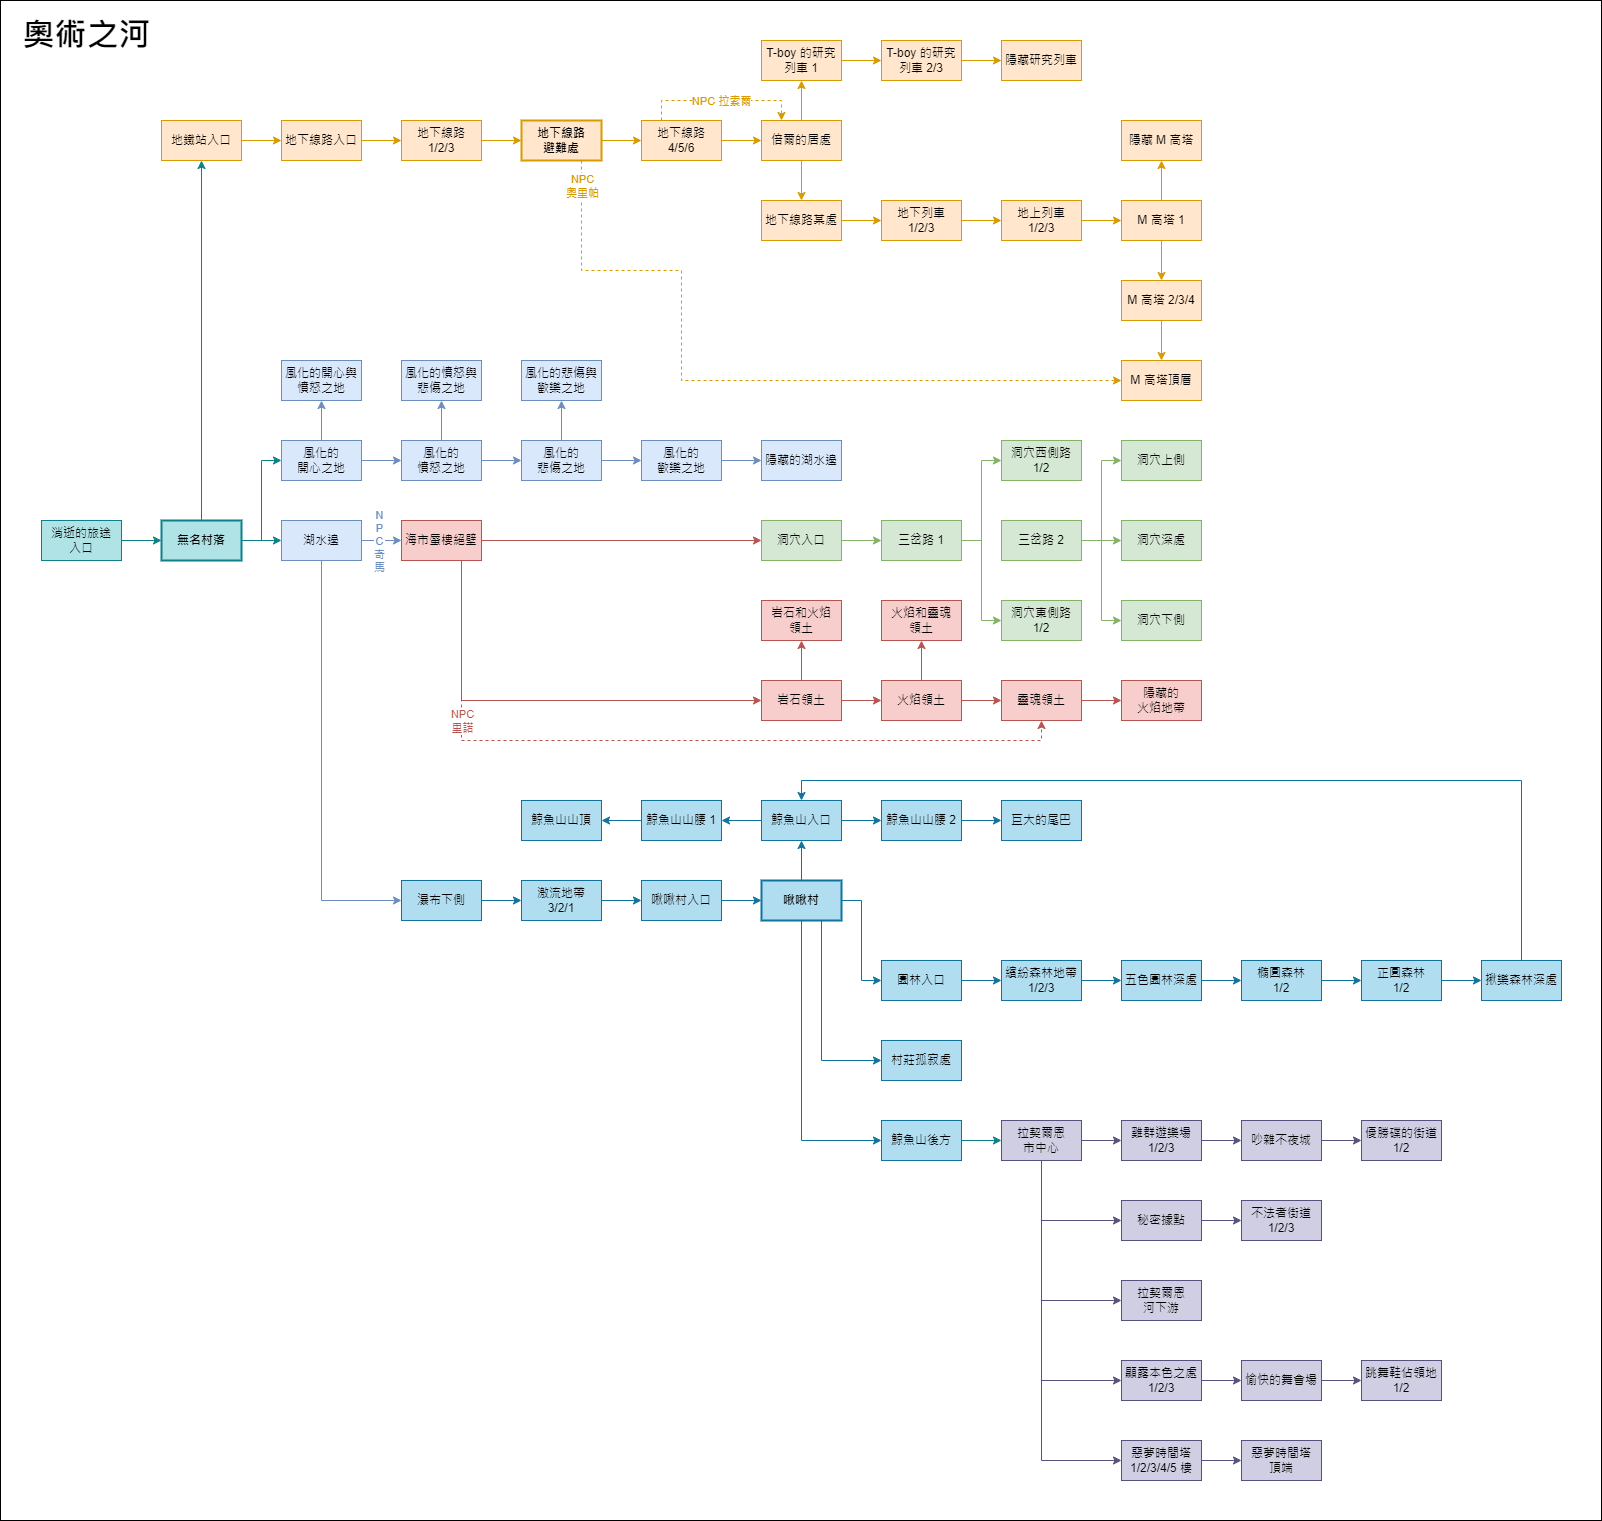 奧術之河
T-boy 的研究
列車 1
T-boy 的研究
列車 2/3
隱藏研究列車
NPC 拉索爾
地鐵站入口
地下線路入口
地下線路
1/2/3
地下線路
避難處
地下線路
4/5/6
倍爾的居處
隱藏 M 高塔
NPC
奧里帕
地下線路某處
地下列車
1/2/3
地上列車
1/2/3
M 高塔 1
M 高塔 2/3/4
M 高塔頂層
風化的開心與
憤怒之地
風化的憤怒與
悲傷之地
風化的悲傷與
歡樂之地
風化的
開心之地
風化的
憤怒之地
風化的
悲傷之地
風化的
歡樂之地
隱藏的湖水邊
洞穴西側路
1/2
洞穴上側
消逝的旅途
入口
無名村落
湖水邊
N
P
C
奇
馬
海市蜃樓絕壁
洞穴入口
三岔路 1
三岔路 2
洞穴深處
岩石和火焰
領土
火焰和靈魂
領土
洞穴東側路
1/2
洞穴下側
岩石領土
火焰領土
靈魂領土
隱藏的
火焰地帶
NPC
里諾
鯨魚山山頂
鯨魚山山腰 1
鯨魚山入口
鯨魚山山腰 2
巨大的尾巴
瀑布下側
激流地帶
3/2/1
啾啾村入口
啾啾村
園林入口
繽紛森林地帶
1/2/3
五色園林深處
橢圓森林
1/2
正圓森林
1/2
揪樂森林深處
村莊孤寂處
鯨魚山後方
拉契爾恩
市中心
雞群遊樂場
1/2/3
吵雜不夜城
優勝碟的街道
1/2
秘密據點
不法者街道
1/2/3
拉契爾恩
河下游
顯露本色之處
1/2/3
愉快的舞會場
跳舞鞋佔領地
1/2
惡夢時間塔
1/2/3/4/5 樓
惡夢時間塔
頂端